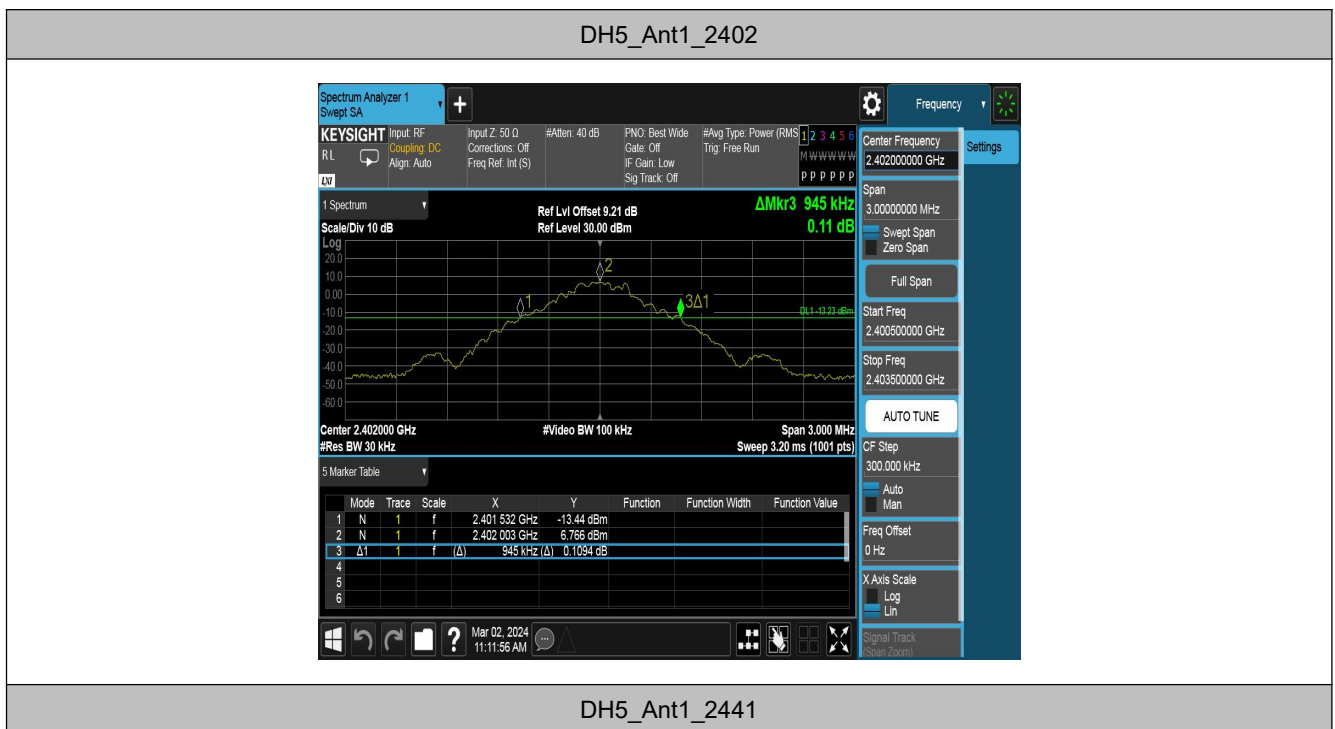 DH5_Ant1_2402
Spectrum Analyzer 1
Swept SA
+
Frequency
KEYSIGHT
RL
LXI
Input: RF
Coupling: DC
Align: Auto
Input Z: 50 Ω
Corrections: Off
Freq Ref: Int (S)
#Atten: 40 dB
PNO: Best Wide
Gate: Off
IF Gain: Low
Sig Track: Off
#Avg Type: Power (RMS
Trig: Free Run
1 2 3 4 5 6
M W W W W W
P P P P P P
Center Frequency
2.402000000 GHz
Settings
Span
3.00000000 MHz
Swept Span
Zero Span
Full Span
Start Freq
2.400500000 GHz
Stop Freq
2.403500000 GHz
AUTO TUNE
CF Step
300.000 kHz
Auto
Man
Freq Offset
0 Hz
X Axis Scale
Log
Lin
Signal Track
(Span Zoom)
1 Spectrum
Scale/Div 10 dB
Ref Lvl Offset 9.21 dB
Ref Level 30.00 dBm
ΔMkr3 945 kHz
0.11 dB
Log
20.0
10.0
0.00
-10.0
-20.0
-30.0
-40.0
-50.0
-60.0
1
2
3Δ1
DL1 -13.23 dBm
Center 2.402000 GHz
#Video BW 100 kHz
Span 3.000 MHz
#Res BW 30 kHz
Sweep 3.20 ms (1001 pts)
5 Marker Table
Mode Trace Scale X Y Function Function Width Function Value
1 N 1 f 2.401 532 GHz -13.44 dBm
2 N 1 f 2.402 003 GHz 6.766 dBm
3 Δ1 1 f (Δ) 945 kHz (Δ) 0.1094 dB
4
5
6
?
Mar 02, 2024
11:11:56 AM
DH5_Ant1_2441